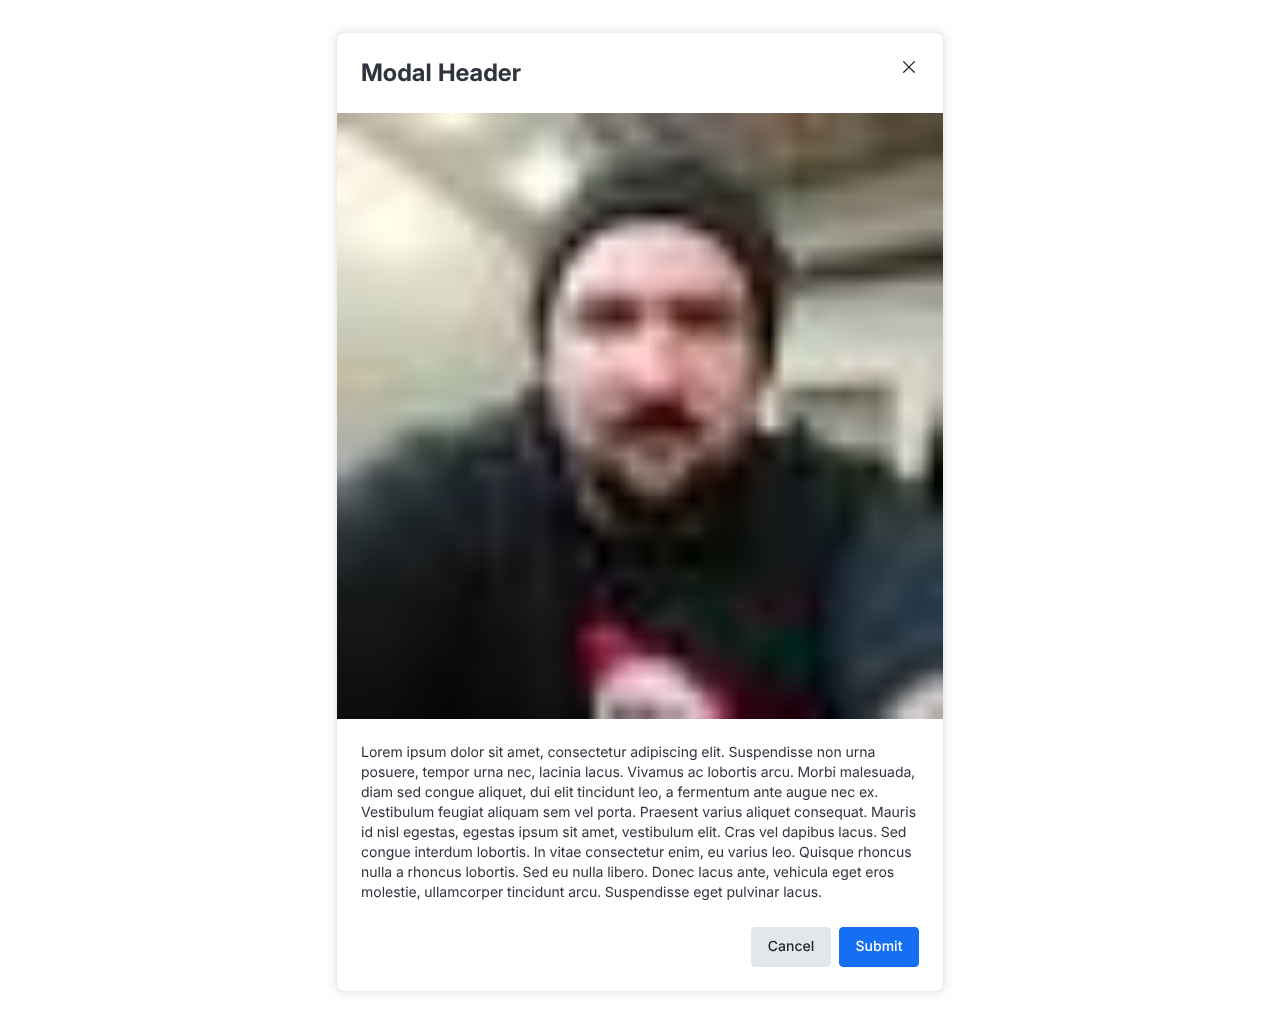 Modal Header
Lorem ipsum dolor sit amet, consectetur adipiscing elit. Suspendisse non urna
posuere, tempor urna nec, lacinia lacus. Vivamus ac lobortis arcu. Morbi malesuada,
diam sed congue aliquet, dui elit tincidunt leo, a fermentum ante augue nec ex.
Vestibulum feugiat aliquam sem vel porta. Praesent varius aliquet consequat. Mauris
id nisl egestas, egestas ipsum sit amet, vestibulum elit. Cras vel dapibus lacus. Sed
congue interdum lobortis. In vitae consectetur enim, eu varius leo. Quisque rhoncus
nulla a rhoncus lobortis. Sed eu nulla libero. Donec lacus ante, vehicula eget eros
molestie, ullamcorper tincidunt arcu. Suspendisse eget pulvinar lacus.
Cancel
Submit